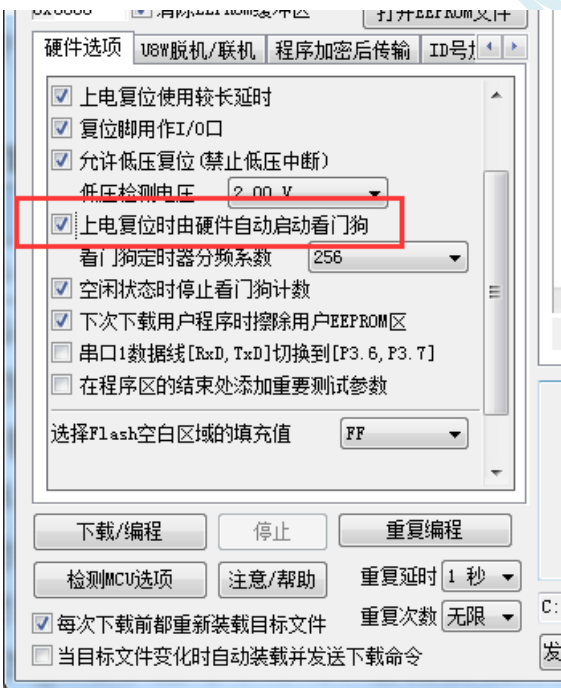 打开EEPROM文件
硬件选项 U8W脱机/联机 程序加密后传输 ID号
上电复位使用较长延时
复位脚用作I/O口
允许低压复位(禁止低压中断)
低压检测电压 2.00 V
上电复位时由硬件自动启动看门狗
看门狗定时器分频系数 256
空闲状态时停止看门狗计数
下次下载用户程序时擦除用户EEPROM区
串口1数据线[RxD,TxD]切换到[P3.6,P3.7]
在程序区的结束处添加重要测试参数
选择Flash空白区域的填充值 FF
下载/编程 停止 重复编程
检测MCU选项 注意/帮助 重复延时 1 秒
每次下载前都重新装载目标文件 重复次数 无限
C:
当目标文件变化时自动装载并发送下载命令
发